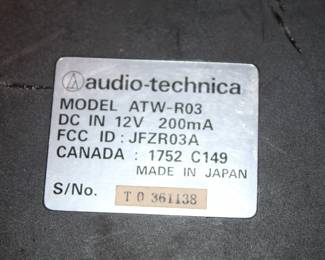 audio-technica
MODEL ATW-R03
DC IN 12V 200mA
FCC ID : JFZR03A
CANADA : 1752 C149
MADE IN JAPAN
S/No. T 0 361138